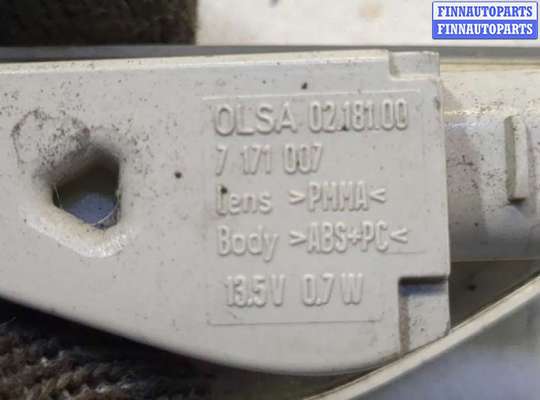 FINNAUTOPARTS
FINNAUTOPARTS
OLSA 02.181.00
7 171 007
Lens >PMMA<
Body >ABS+PC<
13.5V 0.7W